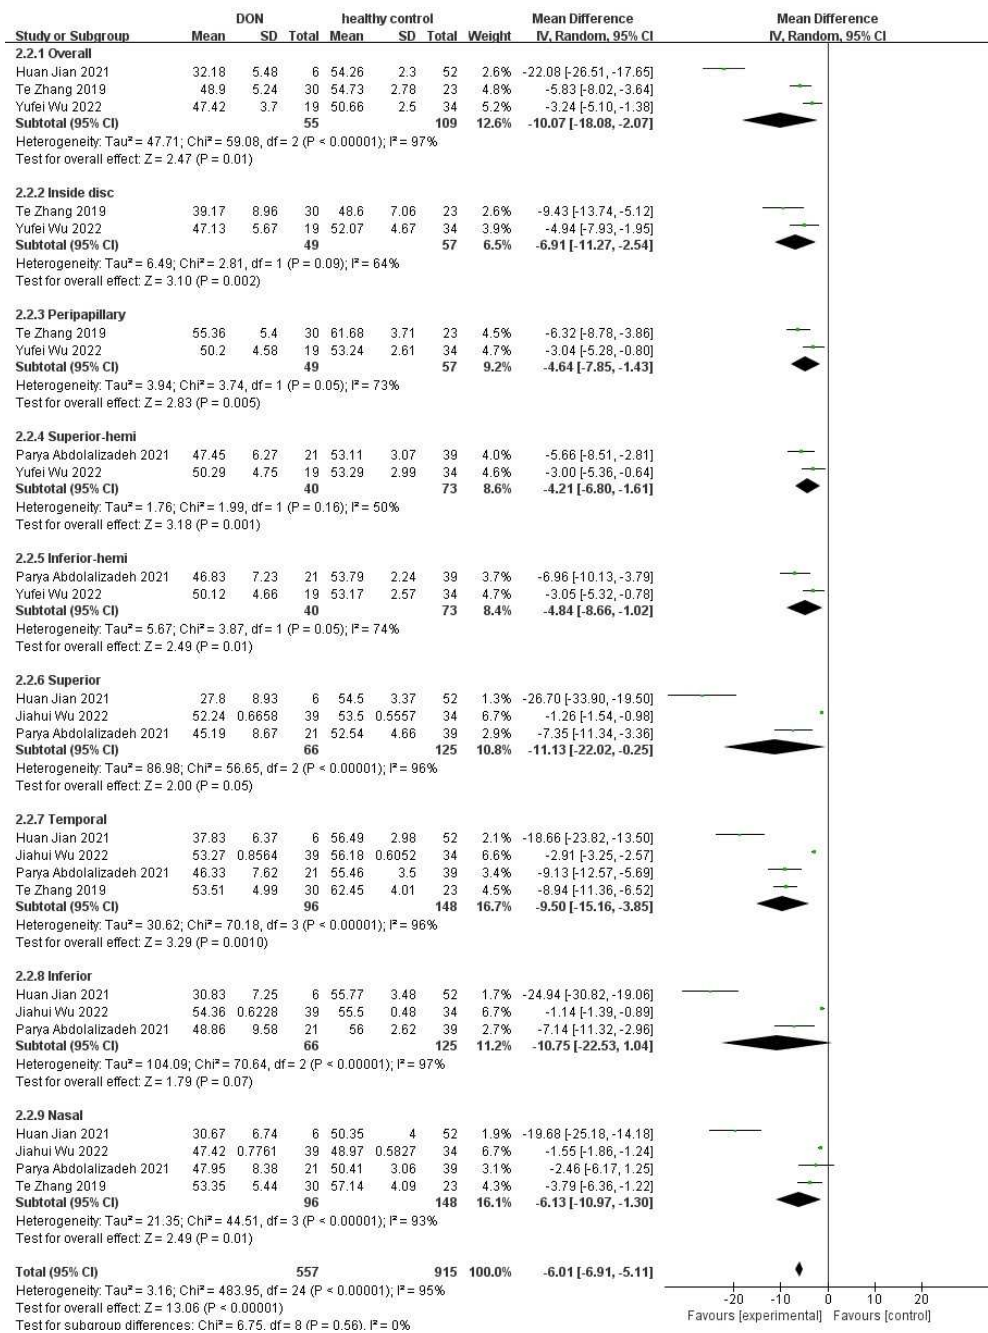 DON healthy control Mean Difference Mean Difference
Study or Subgroup Mean SD Total Mean SD Total Weight IV, Random, 95% CI IV, Random, 95% CI
2.2.1 Overall
Huan Jian 2021 32.18 5.48 6 54.26 2.3 52 2.6% -22.08 [-26.51, -17.65]
Te Zhang 2019 48.9 5.24 30 54.73 2.78 23 4.8% -5.83 [-8.02, -3.64]
Yufei Wu 2022 47.42 3.7 19 50.66 2.5 34 5.2% -3.24 [-5.10, -1.38]
Subtotal (95% CI) 55 109 12.6% -10.07 [-18.08, -2.07]
Heterogeneity: Tau² = 47.71; Chi² = 59.08, df = 2 (P < 0.00001); I² = 97%
Test for overall effect: Z = 2.47 (P = 0.01)
2.2.2 Inside disc
Te Zhang 2019 39.17 8.96 30 48.6 7.06 23 2.6% -9.43 [-13.74, -5.12]
Yufei Wu 2022 47.13 5.67 19 52.07 4.67 34 3.9% -4.94 [-7.93, -1.95]
Subtotal (95% CI) 49 57 6.5% -6.91 [-11.27, -2.54]
Heterogeneity: Tau² = 6.49; Chi² = 2.81, df = 1 (P = 0.09); I² = 64%
Test for overall effect: Z = 3.10 (P = 0.002)
2.2.3 Peripapillary
Te Zhang 2019 55.36 5.4 30 61.68 3.71 23 4.5% -6.32 [-8.78, -3.86]
Yufei Wu 2022 50.2 4.58 19 53.24 2.61 34 4.7% -3.04 [-5.28, -0.80]
Subtotal (95% CI) 49 57 9.2% -4.64 [-7.85, -1.43]
Heterogeneity: Tau² = 3.94; Chi² = 3.74, df = 1 (P = 0.05); I² = 73%
Test for overall effect: Z = 2.83 (P = 0.005)
2.2.4 Superior-hemi
Parya Abdolalizadeh 2021 47.45 6.27 21 53.11 3.07 39 4.0% -5.66 [-8.51, -2.81]
Yufei Wu 2022 50.29 4.75 19 53.29 2.99 34 4.6% -3.00 [-5.36, -0.64]
Subtotal (95% CI) 40 73 8.6% -4.21 [-6.80, -1.61]
Heterogeneity: Tau² = 1.76; Chi² = 1.99, df = 1 (P = 0.16); I² = 50%
Test for overall effect: Z = 3.18 (P = 0.001)
2.2.5 Inferior-hemi
Parya Abdolalizadeh 2021 46.83 7.23 21 53.79 2.24 39 3.7% -6.96 [-10.13, -3.79]
Yufei Wu 2022 50.12 4.66 19 53.17 2.57 34 4.7% -3.05 [-5.32, -0.78]
Subtotal (95% CI) 40 73 8.4% -4.84 [-8.66, -1.02]
Heterogeneity: Tau² = 5.67; Chi² = 3.87, df = 1 (P = 0.05); I² = 74%
Test for overall effect: Z = 2.49 (P = 0.01)
2.2.6 Superior
Huan Jian 2021 27.8 8.93 6 54.5 3.37 52 1.3% -26.70 [-33.90, -19.50]
Jiahui Wu 2022 52.24 0.6658 39 53.5 0.5557 34 6.7% -1.26 [-1.54, -0.98]
Parya Abdolalizadeh 2021 45.19 8.67 21 52.54 4.66 39 2.9% -7.35 [-11.34, -3.36]
Subtotal (95% CI) 66 125 10.8% -11.13 [-22.02, -0.25]
Heterogeneity: Tau² = 86.98; Chi² = 56.65, df = 2 (P < 0.00001); I² = 96%
Test for overall effect: Z = 2.00 (P = 0.05)
2.2.7 Temporal
Huan Jian 2021 37.83 6.37 6 56.49 2.98 52 2.1% -18.66 [-23.82, -13.50]
Jiahui Wu 2022 53.27 0.8564 39 56.18 0.6052 34 6.6% -2.91 [-3.25, -2.57]
Parya Abdolalizadeh 2021 46.33 7.62 21 55.46 3.5 39 3.4% -9.13 [-12.57, -5.69]
Te Zhang 2019 53.51 4.99 30 62.45 4.01 23 4.5% -8.94 [-11.36, -6.52]
Subtotal (95% CI) 96 148 16.7% -9.50 [-15.16, -3.85]
Heterogeneity: Tau² = 30.62; Chi² = 70.18, df = 3 (P < 0.00001); I² = 96%
Test for overall effect: Z = 3.29 (P = 0.0010)
2.2.8 Inferior
Huan Jian 2021 30.83 7.25 6 55.77 3.48 52 1.7% -24.94 [-30.82, -19.06]
Jiahui Wu 2022 54.36 0.6228 39 55.5 0.48 34 6.7% -1.14 [-1.39, -0.89]
Parya Abdolalizadeh 2021 48.86 9.58 21 56 2.62 39 2.7% -7.14 [-11.32, -2.96]
Subtotal (95% CI) 66 125 11.2% -10.75 [-22.53, 1.04]
Heterogeneity: Tau² = 104.09; Chi² = 70.64, df = 2 (P < 0.00001); I² = 97%
Test for overall effect: Z = 1.79 (P = 0.07)
2.2.9 Nasal
Huan Jian 2021 30.67 6.74 6 50.35 4 52 1.9% -19.68 [-25.18, -14.18]
Jiahui Wu 2022 47.42 0.7761 39 48.97 0.5827 34 6.7% -1.55 [-1.86, -1.24]
Parya Abdolalizadeh 2021 47.95 8.38 21 50.41 3.06 39 3.1% -2.46 [-6.17, 1.25]
Te Zhang 2019 53.35 5.44 30 57.14 4.09 23 4.3% -3.79 [-6.36, -1.22]
Subtotal (95% CI) 96 148 16.1% -6.13 [-10.97, -1.30]
Heterogeneity: Tau² = 21.35; Chi² = 44.51, df = 3 (P < 0.00001); I² = 93%
Test for overall effect: Z = 2.49 (P = 0.01)
Total (95% CI) 557 915 100.0% -6.01 [-6.91, -5.11]
Heterogeneity: Tau² = 3.16; Chi² = 483.95, df = 24 (P < 0.00001); I² = 95%
Test for overall effect: Z = 13.06 (P < 0.00001)
Test for subgroup differences: Chi² = 6.75, df = 8 (P = 0.56), I² = 0%
-20 -10 0 10 20
Favours [experimental] Favours [control]